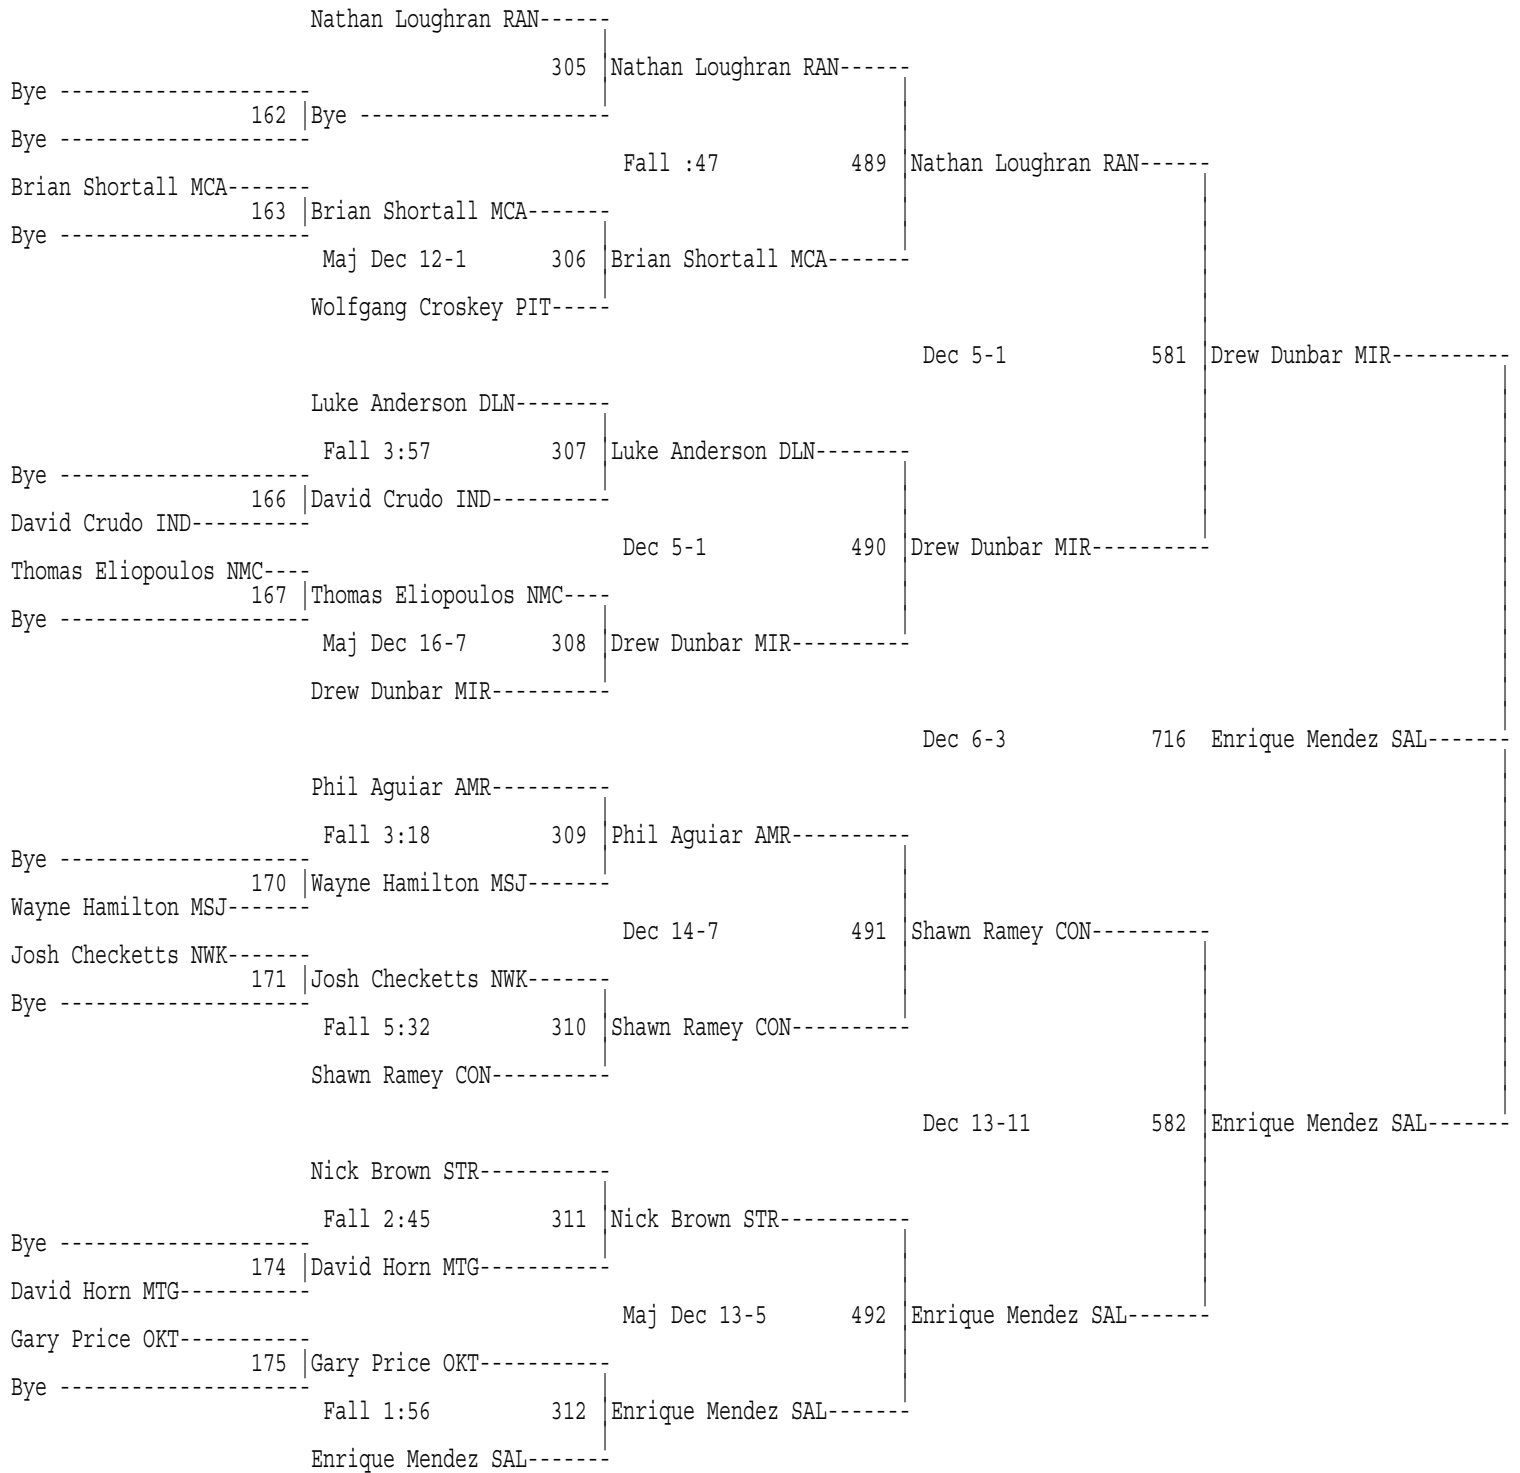 Nathan Loughran RAN------
305 |Nathan Loughran RAN------
Bye ---------------------
162 |Bye ---------------------
Bye ---------------------
Fall :47 489 |Nathan Loughran RAN------
Brian Shortall MCA-------
163 |Brian Shortall MCA-------
Bye ---------------------
Maj Dec 12-1 306 |Brian Shortall MCA-------
Wolfgang Croskey PIT-----
Dec 5-1 581 |Drew Dunbar MIR----------
Luke Anderson DLN--------
Fall 3:57 307 |Luke Anderson DLN--------
Bye ---------------------
166 |David Crudo IND----------
David Crudo IND----------
Dec 5-1 490 |Drew Dunbar MIR----------
Thomas Eliopoulos NMC----
167 |Thomas Eliopoulos NMC----
Bye ---------------------
Maj Dec 16-7 308 |Drew Dunbar MIR----------
Drew Dunbar MIR----------
Dec 6-3 716 Enrique Mendez SAL-------
Phil Aguiar AMR----------
Fall 3:18 309 |Phil Aguiar AMR----------
Bye ---------------------
170 |Wayne Hamilton MSJ-------
Wayne Hamilton MSJ-------
Dec 14-7 491 |Shawn Ramey CON----------
Josh Checketts NWK-------
171 |Josh Checketts NWK-------
Bye ---------------------
Fall 5:32 310 |Shawn Ramey CON----------
Shawn Ramey CON----------
Dec 13-11 582 |Enrique Mendez SAL-------
Nick Brown STR-----------
Fall 2:45 311 |Nick Brown STR-----------
Bye ---------------------
174 |David Horn MTG-----------
David Horn MTG-----------
Maj Dec 13-5 492 |Enrique Mendez SAL-------
Gary Price OKT-----------
175 |Gary Price OKT-----------
Bye ---------------------
Fall 1:56 312 |Enrique Mendez SAL-------
Enrique Mendez SAL-------